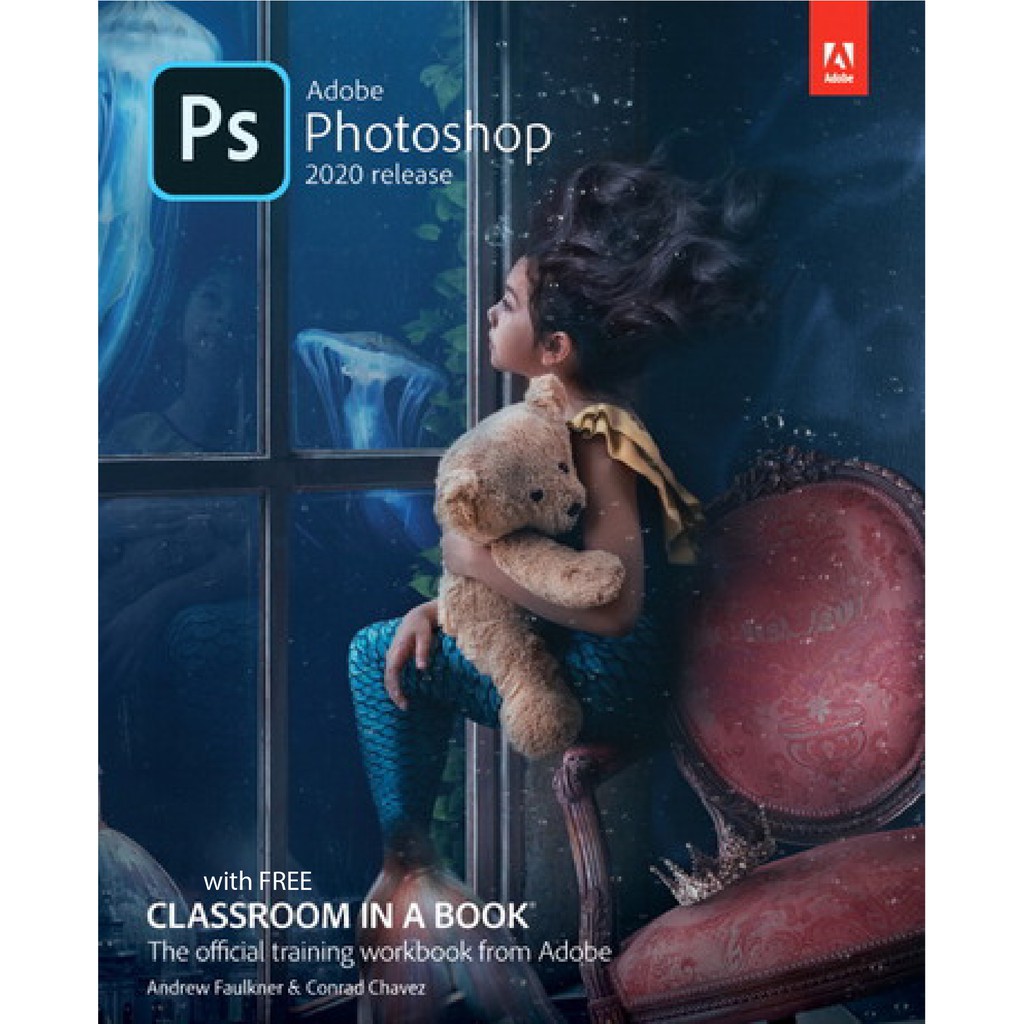 Ps
Adobe
Photoshop
2020 release
Adobe
with FREE
CLASSROOM IN A BOOK®
The official training workbook from Adobe
Andrew Faulkner & Conrad Chavez